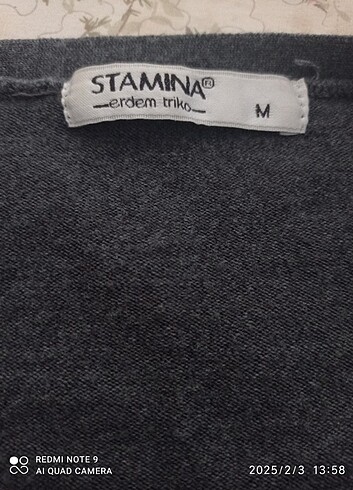 STAMINA®
erdem triko
M
REDMI NOTE 9
AI QUAD CAMERA
2025/2/3 13:58